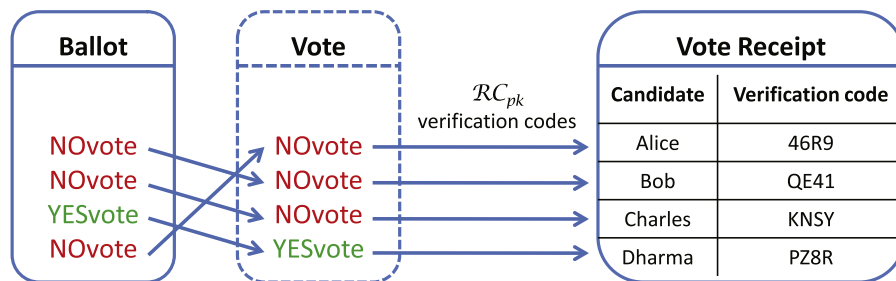 Ballot
NOvote
NOvote
YESvote
NOvote
Vote
NOvote
NOvote
NOvote
YESvote
RCpk
verification codes
Vote Receipt
Candidate Verification code
Alice 46R9
Bob QE41
Charles KNSY
Dharma PZ8R